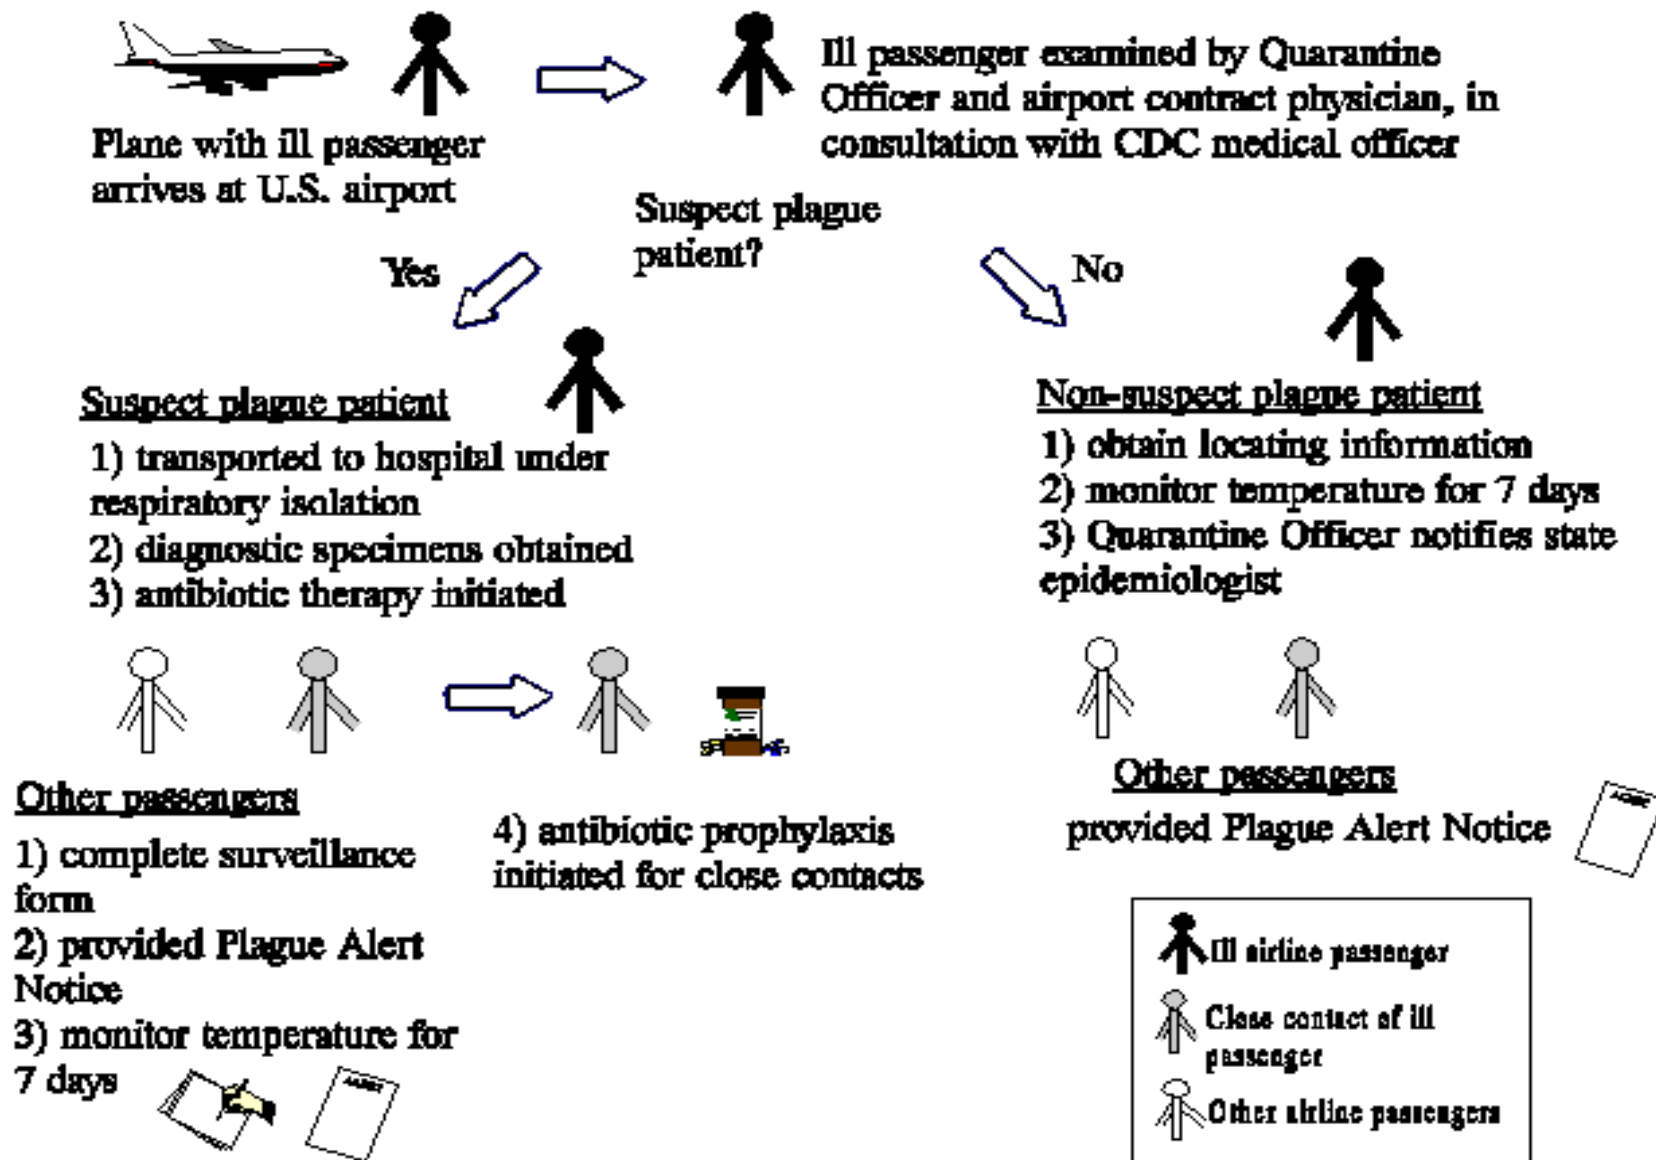 Plane with ill passenger
arrives at U.S. airport
Ill passenger examined by Quarantine
Officer and airport contract physician, in
consultation with CDC medical officer
Suspect plague
patient?
Yes
No
Suspect plague patient
1) transported to hospital under
respiratory isolation
2) diagnostic specimens obtained
3) antibiotic therapy initiated
Non-suspect plague patient
1) obtain locating information
2) monitor temperature for 7 days
3) Quarantine Officer notifies state
epidemiologist
Other passengers
1) complete surveillance
form
2) provided Plague Alert
Notice
3) monitor temperature for
7 days
4) antibiotic prophylaxis
initiated for close contacts
Other passengers
provided Plague Alert Notice
Ill airline passenger
Close contact of ill
passenger
Other airline passengers